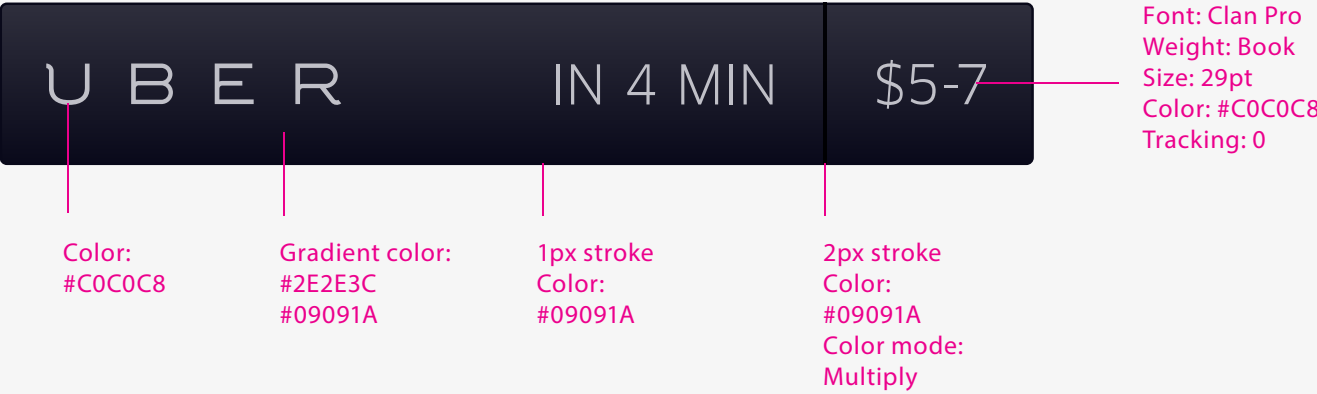 UBER
IN 4 MIN
$5-7
Font: Clan Pro
Weight: Book
Size: 29pt
Color: #C0C0C8
Tracking: 0
Color:
#C0C0C8
Gradient color:
#2E2E3C
#09091A
1px stroke
Color:
#09091A
2px stroke
Color:
#09091A
Color mode:
Multiply